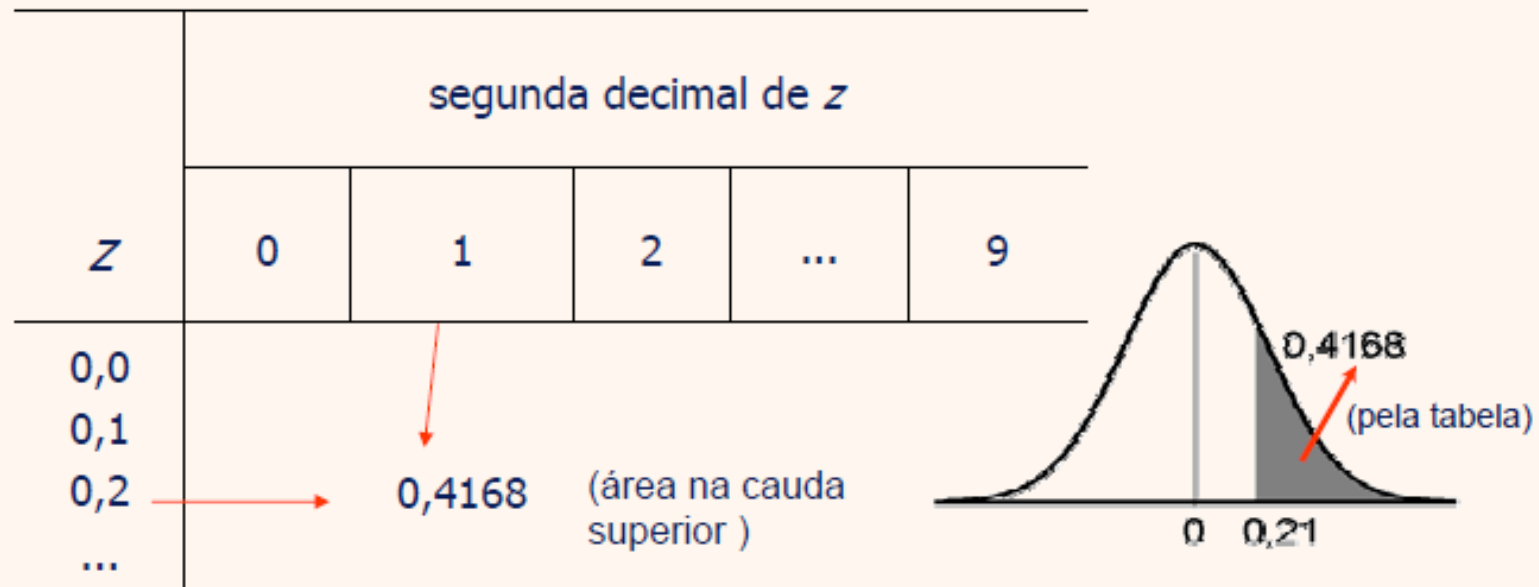 segunda decimal de z
z 0 1 2 ... 9
0,0
0,1
0,2 0,4168 (área na cauda
superior )
...
0,4168
(pela tabela)
0 0,21